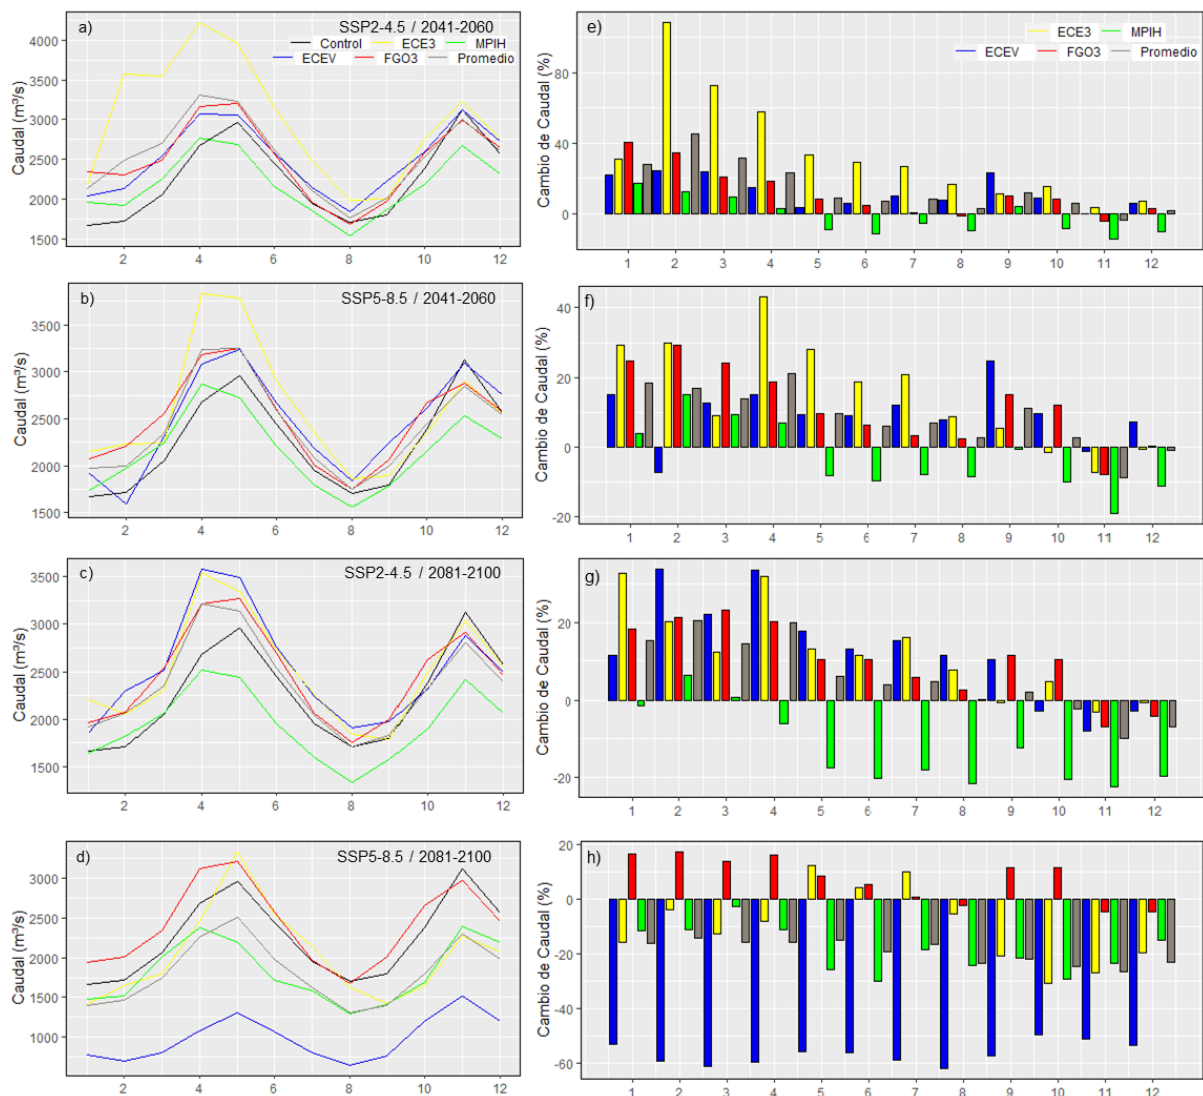 a) SSP2-4.5 / 2041-2060
Control ECE3 MPIH
ECEV FGO3 Promedio
Caudal (m³/s)
4000
3500
3000
2500
2000
1500
2 4 6 8 10 12
e)
ECE3 MPIH
ECEV FGO3 Promedio
Cambio de Caudal (%)
80
40
0
1 2 3 4 5 6 7 8 9 10 11 12
b) SSP5-8.5 / 2041-2060
Caudal (m³/s)
3500
3000
2500
2000
1500
2 4 6 8 10 12
f)
Cambio de Caudal (%)
40
20
0
-20
1 2 3 4 5 6 7 8 9 10 11 12
c) SSP2-4.5 / 2081-2100
Caudal (m³/s)
3500
3000
2500
2000
1500
2 4 6 8 10 12
g)
Cambio de Caudal (%)
20
0
-20
1 2 3 4 5 6 7 8 9 10 11 12
d) SSP5-8.5 / 2081-2100
Caudal (m³/s)
3000
2500
2000
1500
1000
2 4 6 8 10 12
h)
Cambio de Caudal (%)
20
0
-20
-40
-60
1 2 3 4 5 6 7 8 9 10 11 12